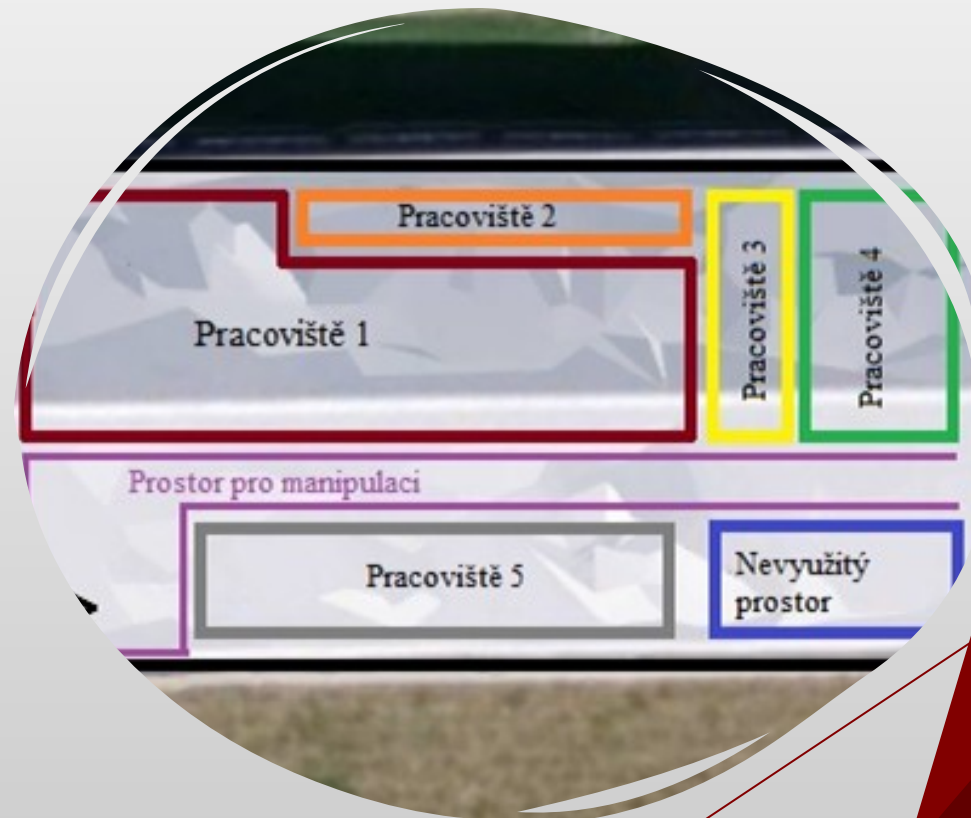 Pracoviště 2
Pracoviště 1
Pracoviště 3
Pracoviště 4
Prostor pro manipulaci
Pracoviště 5
Nevyužitý
prostor